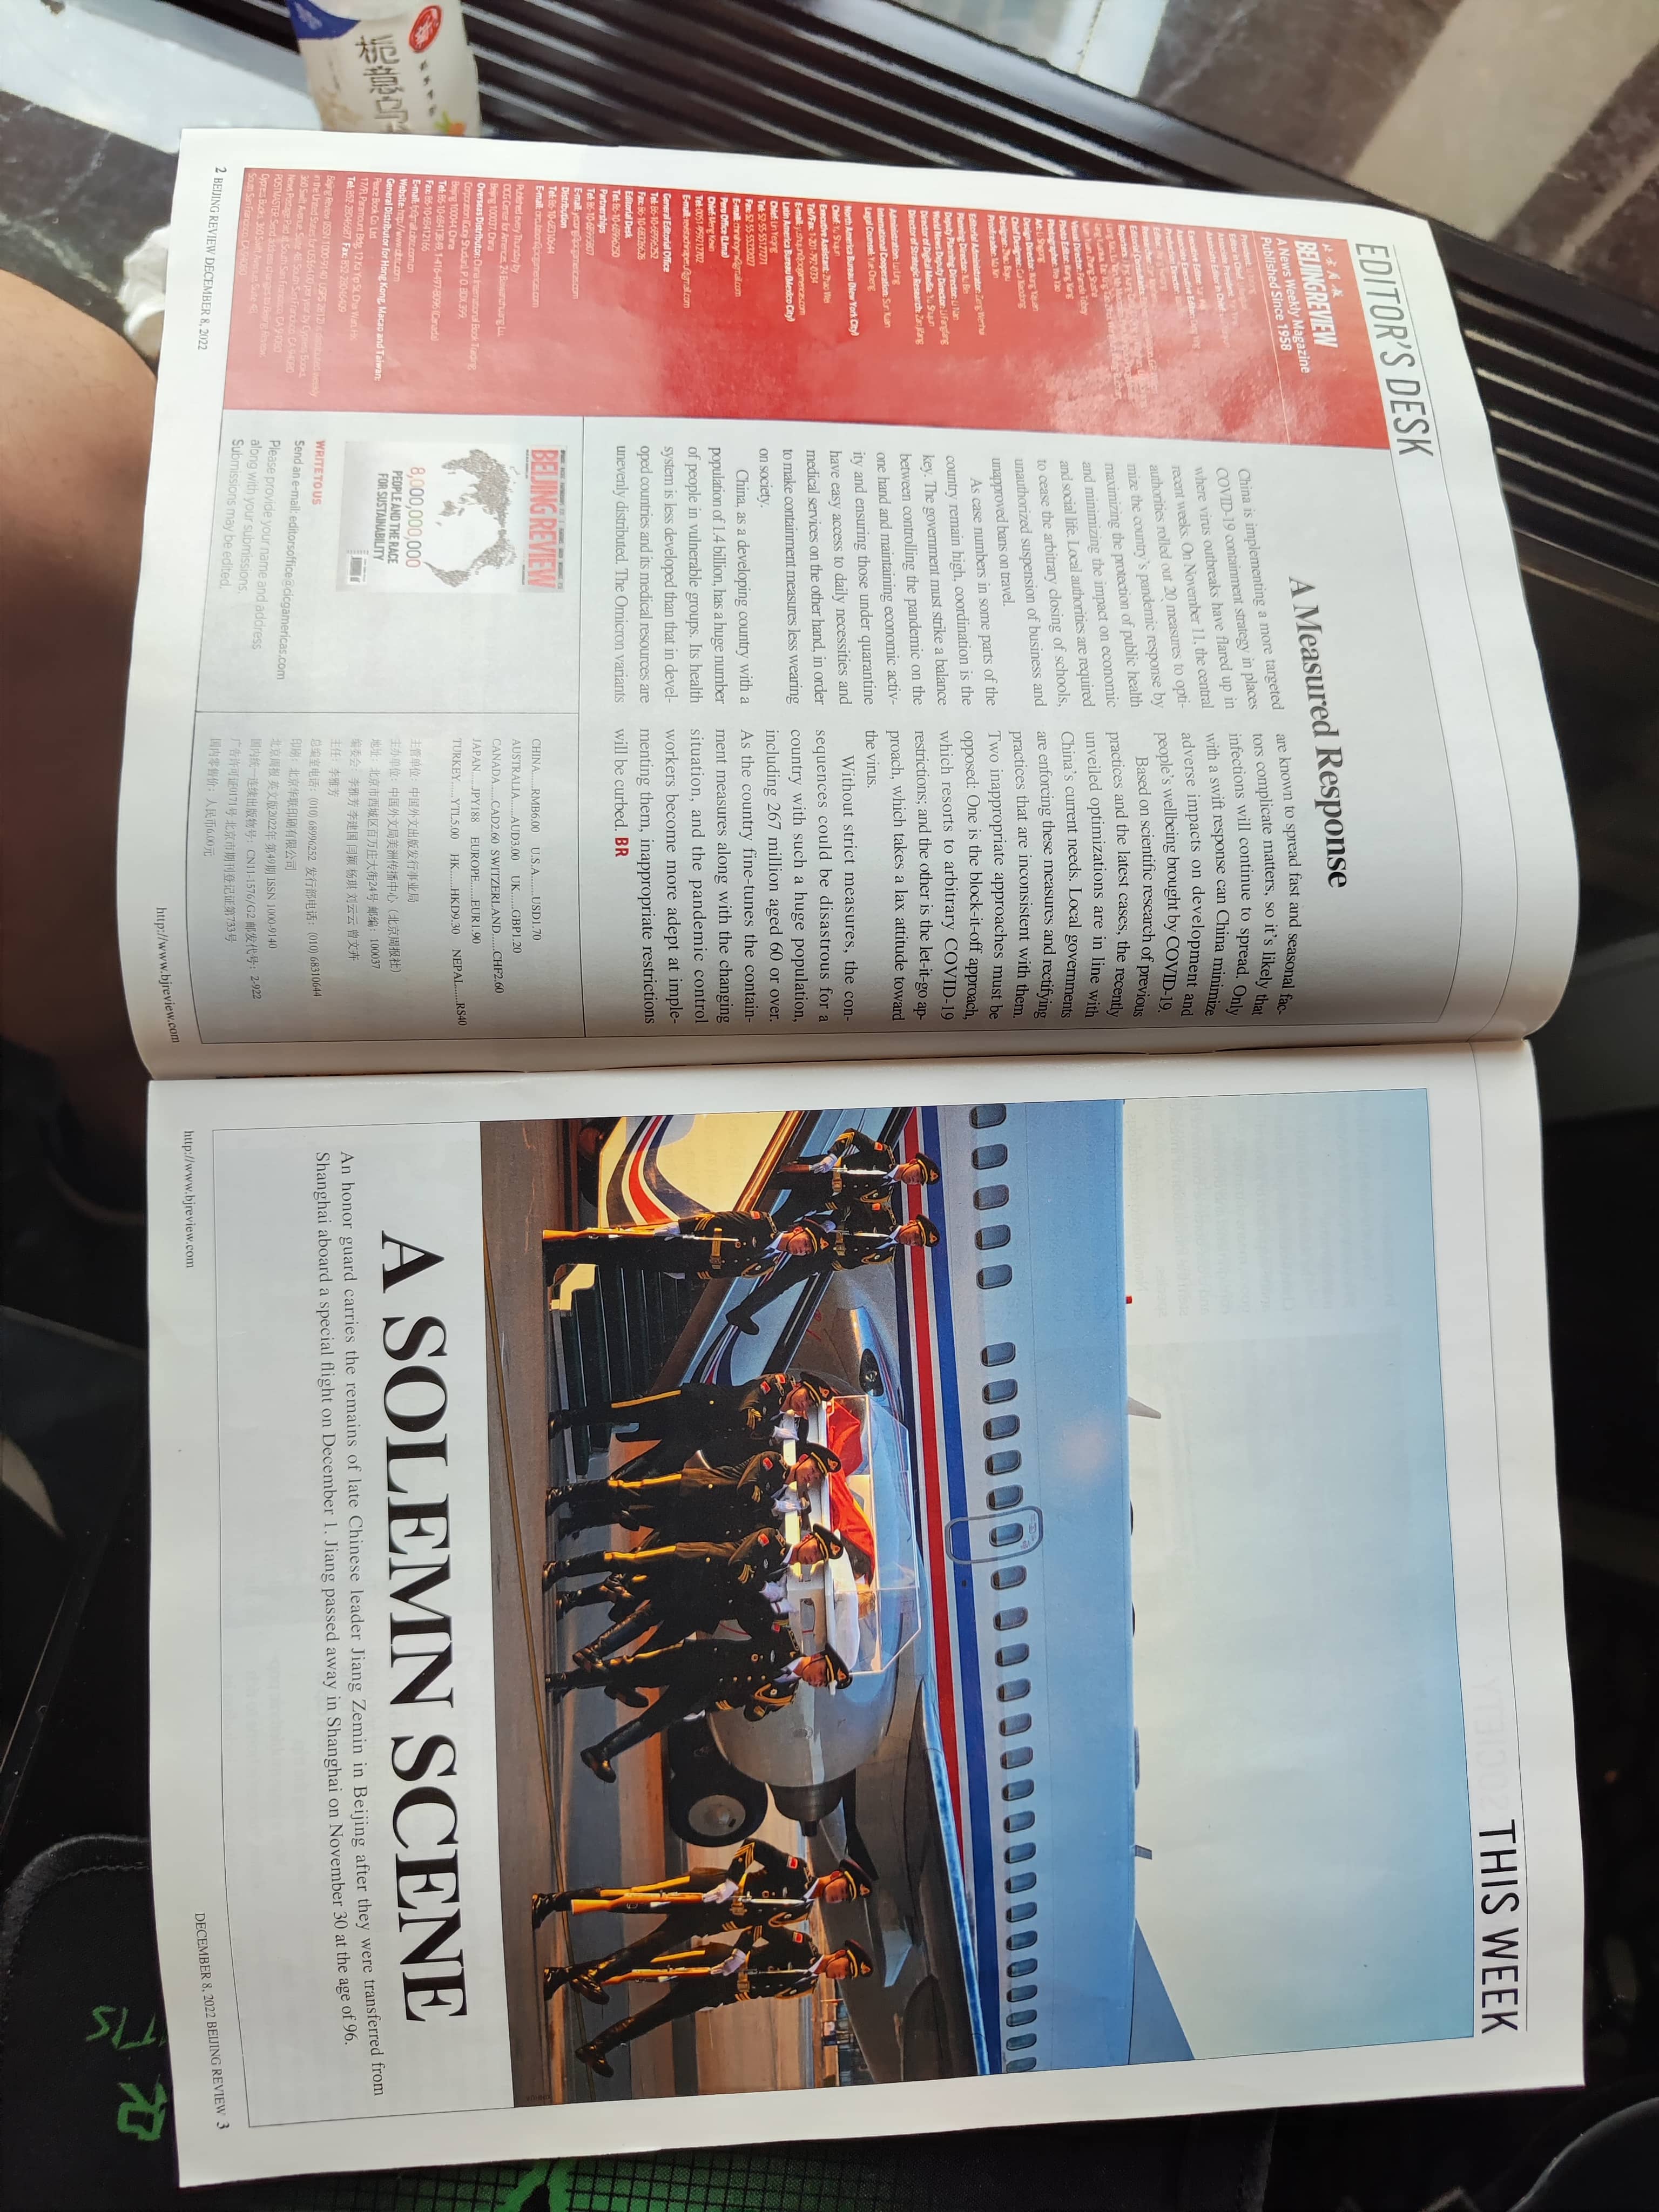 EDITOR'S DESK
北京周报
BEIJING REVIEW
A News Weekly Magazine
Published Since 1958
President:
Editor in Chief:
Associate President:
Associate Editor in Chief:
Executive Editor:
Associate Executive Editor:
Production Director:
Editor:
Researcher:
Editorial Consultants:
Reporters:
Yuan Yuan, Zhang Shasha
Visual Director: Pamela Tobey
Photo Editor: Wang Xiang
Photographer: Wei Yao
Art: Li Shigong
Design Director: Wang Yajuan
Chief Designer: Cui Xiaodong
Designer: Zhao Boyu
Proofreader: Ma Xin
Editorial Administrator: Zeng Wenhui
Planning Director: Xu Bei
Deputy Planning Director: Li Nan
World News Deputy Director: Li Fangfang
Director of Digital Media: Yu Shujun
Director of Strategic Research: Lan Jifang
Administration: Lu Ling
International Cooperation: Sun Xuan
Legal Counsel: Yue Cheng
North America Bureau (New York City)
Chief: Yu Shujun
Executive Assistant: Zhao Wei
Tel/Fax: 1-201-792-0334
E-mail: yushujun@cicgamericas.com
Latin America Bureau (Mexico City)
Chief: Lin Yeqing
Tel: 52-55-55127271
Fax: 52-55-55332027
E-mail: chinahoymx@gmail.com
Peru Office (Lima)
Chief: Meng Kexin
Tel: 0051-959212702
E-mail: revistachinaperu@gmail.com
General Editorial Office
Tel: 86-10-68996252
Fax: 86-10-68326628
Editorial Desk
Tel: 86-10-68996250
Partnerships
Tel: 86-10-68995807
E-mail: yecong@cicgamericas.com
Distribution
Tel: 86-10-68310644
E-mail: circulation@cicgamericas.com
Published every Thursday by
CICG Center for Americas, 24 Baiwanzhuang Lu,
Beijing 100037, China
Overseas Distributor: China International Book Trading
Corporation (Guoji Shudian), P. O. BOX 399,
Beijing 100044, China
Tel: 86-10-68413849, 1-416-497-8096 (Canada)
Fax: 86-10-68412166
E-mail: fp@mail.cibtc.com.cn
Website: http://www.cibtc.com
General Distributor for Hong Kong, Macao and Taiwan:
Peace Book Co. Ltd.
17/Fl, Paramount Bldg, 12 Ka Yip St, Chai Wan, HK
Tel: 852-28046687 Fax: 852-28046409
Beijing Review (ISSN 1000-9140 USPS 2812) is distributed weekly
in the United States for US$64.00 per year by Cypress Books,
360 Swift Avenue, Suite 48, South San Francisco, CA 94080
News Postage Paid at South San Francisco, CA 94080
POSTMASTER: Send address changes to Beijing Review,
Cypress Books, 360 Swift Avenue, Suite 48,
South San Francisco, CA 94080
A Measured Response
China is implementing a more targeted
COVID-19 containment strategy in places
where virus outbreaks have flared up in
recent weeks. On November 11, the central
authorities rolled out 20 measures to opti-
mize the country's pandemic response by
maximizing the protection of public health
and minimizing the impact on economic
and social life. Local authorities are required
to cease the arbitrary closing of schools,
unauthorized suspension of business and
unapproved bans on travel.
As case numbers in some parts of the
country remain high, coordination is the
key. The government must strike a balance
between controlling the pandemic on the
one hand and maintaining economic activ-
ity and ensuring those under quarantine
have easy access to daily necessities and
medical services on the other hand, in order
to make containment measures less wearing
on society.
China, as a developing country with a
population of 1.4 billion, has a huge number
of people in vulnerable groups. Its health
system is less developed than that in devel-
oped countries and its medical resources are
unevenly distributed. The Omicron variants
are known to spread fast and seasonal fac-
tors complicate matters, so it's likely that
infections will continue to spread. Only
with a swift response can China minimize
adverse impacts on development and
people's wellbeing brought by COVID-19.
Based on scientific research of previous
practices and the latest cases, the recently
unveiled optimizations are in line with
China's current needs. Local governments
are enforcing these measures and rectifying
practices that are inconsistent with them.
Two inappropriate approaches must be
opposed: One is the block-it-off approach,
which resorts to arbitrary COVID-19
restrictions; and the other is the let-it-go ap-
proach, which takes a lax attitude toward
the virus.
Without strict measures, the con-
sequences could be disastrous for a
country with such a huge population,
including 267 million aged 60 or over.
As the country fine-tunes the contain-
ment measures along with the changing
situation, and the pandemic control
workers become more adept at imple-
menting them, inappropriate restrictions
will be curbed. BR
BEIJING REVIEW
8,000,000,000
PEOPLE AND THE RACE
FOR SUSTAINABILITY
WRITE TO US
Send an e-mail: editorsoffice@cicgamericas.com
Please provide your name and address
along with your submissions.
Submissions may be edited.
CHINA......RMB6.00 U.S.A.......USD1.70
AUSTRALIA......AUD3.00 UK......GBP1.20
CANADA......CAD2.60 SWITZERLAND......CHF2.60
JAPAN......JPY188 EUROPE......EUR1.90
TURKEY......YTL5.00 HK......HKD9.30 NEPAL......RS40
主管单位：中国外文出版发行事业局
主办单位：中国外文局美洲传播中心（北京周报社）
地址：北京市西城区百万庄大街24号 邮编：100037
编委会：李雅芳 李建国 闫颖 杨琪 刘云云 曾文卉
主任：李雅芳
总编室电话：(010) 68996252 发行部电话：(010) 68310644
印刷：北京华联印刷有限公司
北京周报 英文版2022年 第49期 ISSN 1000-9140
国内统一连续出版物号：CN11-1576/G2 邮发代号：2-922
广告许可证0171号 北京市期刊登记证第733号
国内零售价：人民币6.00元
2 BEIJING REVIEW DECEMBER 8, 2022
http://www.bjreview.com
THIS WEEK
A SOLEMN SCENE
An honor guard carries the remains of late Chinese leader Jiang Zemin in Beijing after they were transferred from
Shanghai aboard a special flight on December 1. Jiang passed away in Shanghai on November 30 at the age of 96.
http://www.bjreview.com
DECEMBER 8, 2022 BEIJING REVIEW 3